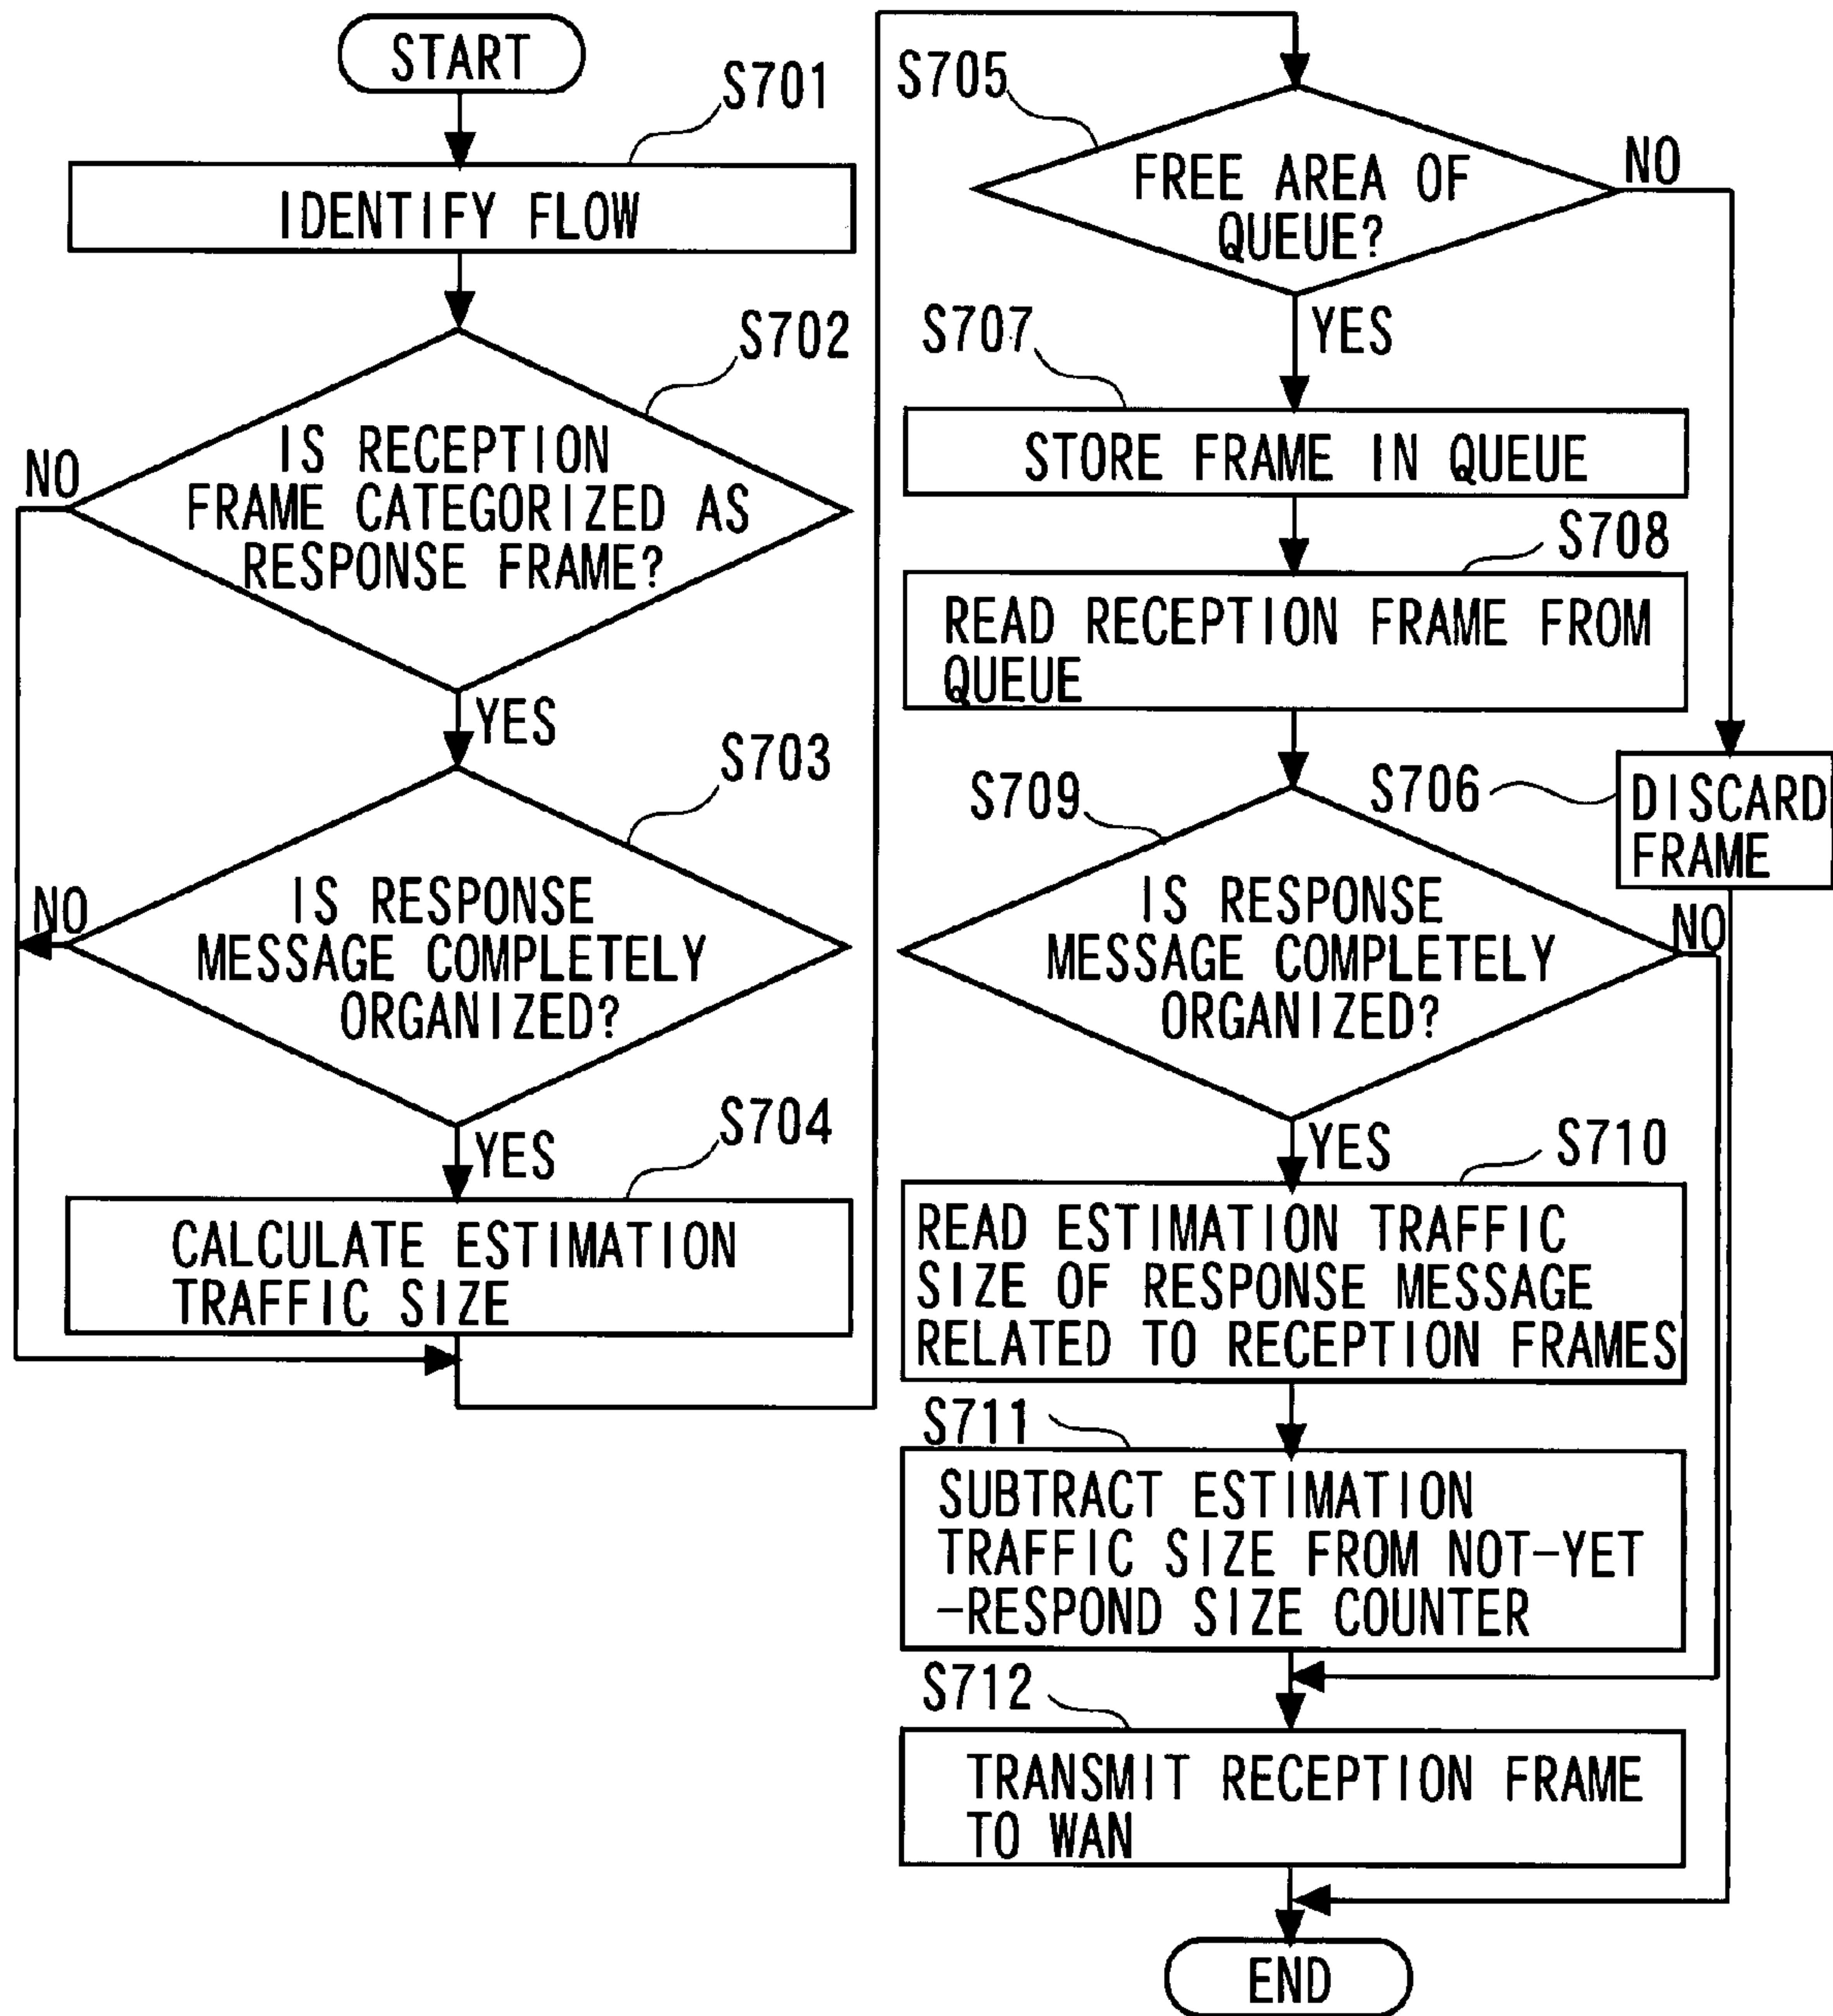 START
S701
IDENTIFY FLOW
S702
IS RECEPTION
FRAME CATEGORIZED AS
RESPONSE FRAME?
NO
YES
S703
IS RESPONSE
MESSAGE COMPLETELY
ORGANIZED?
NO
YES
S704
CALCULATE ESTIMATION
TRAFFIC SIZE
S705
FREE AREA OF
QUEUE?
NO
YES
S707
STORE FRAME IN QUEUE
S708
READ RECEPTION FRAME FROM
QUEUE
S706
DISCARD
FRAME
S709
IS RESPONSE
MESSAGE COMPLETELY
ORGANIZED?
NO
YES
S710
READ ESTIMATION TRAFFIC
SIZE OF RESPONSE MESSAGE
RELATED TO RECEPTION FRAMES
S711
SUBTRACT ESTIMATION
TRAFFIC SIZE FROM NOT-YET
-RESPOND SIZE COUNTER
S712
TRANSMIT RECEPTION FRAME
TO WAN
END